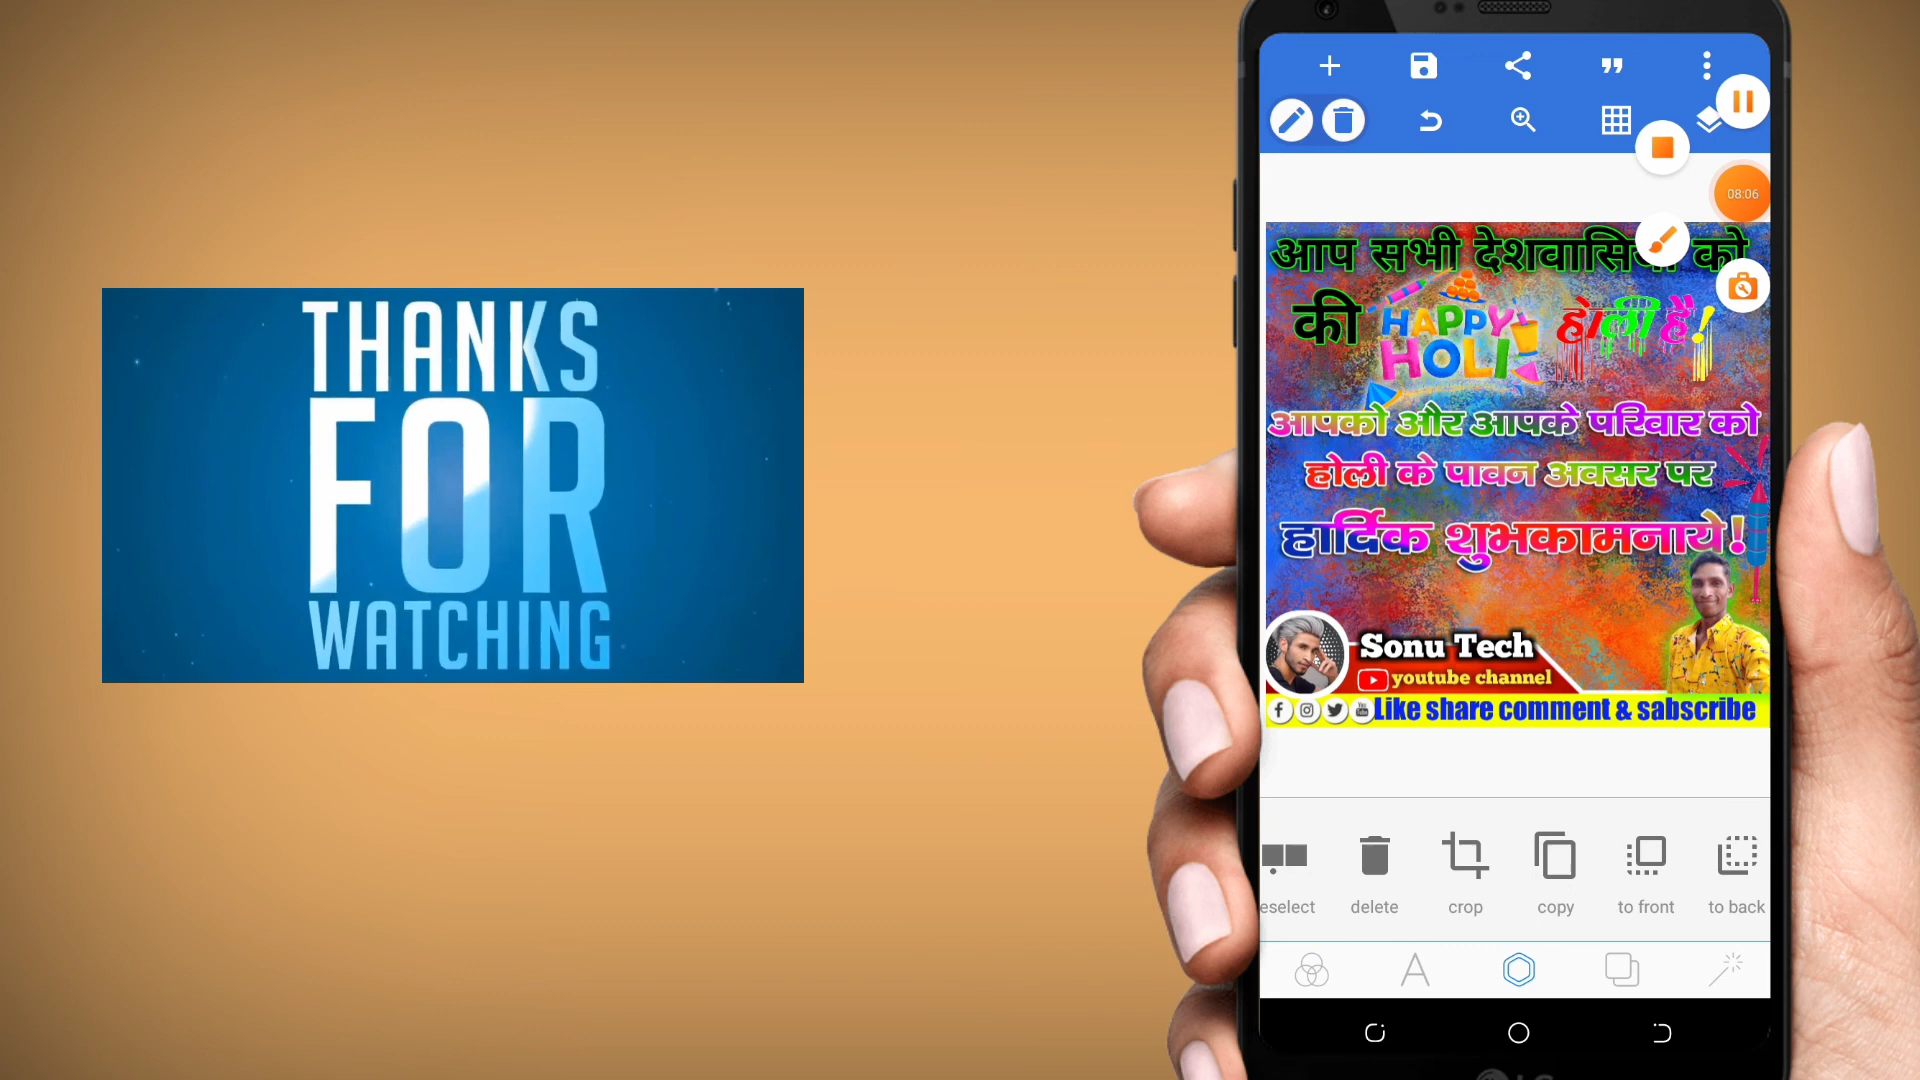 THANKS
FOR
WATCHING
08:06
आप सभी देशवासियों को
की HAPPY HOLI होली है!
आपको और आपके परिवार को
होली के पावन अवसर पर
हार्दिक शुभकामनाये!
Sonu Tech
youtube channel
Like share comment & sabscribe
eselect delete crop copy to front to back